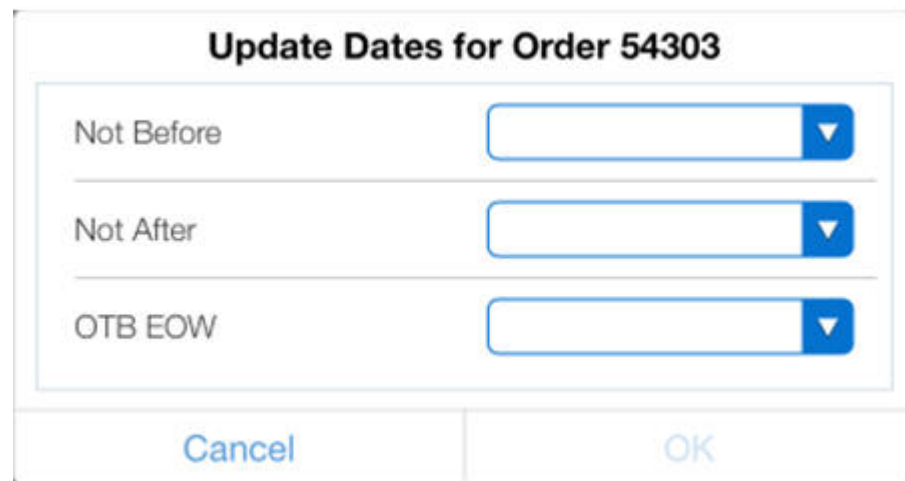 Update Dates for Order 54303
Not Before
Not After
OTB EOW
Cancel
OK